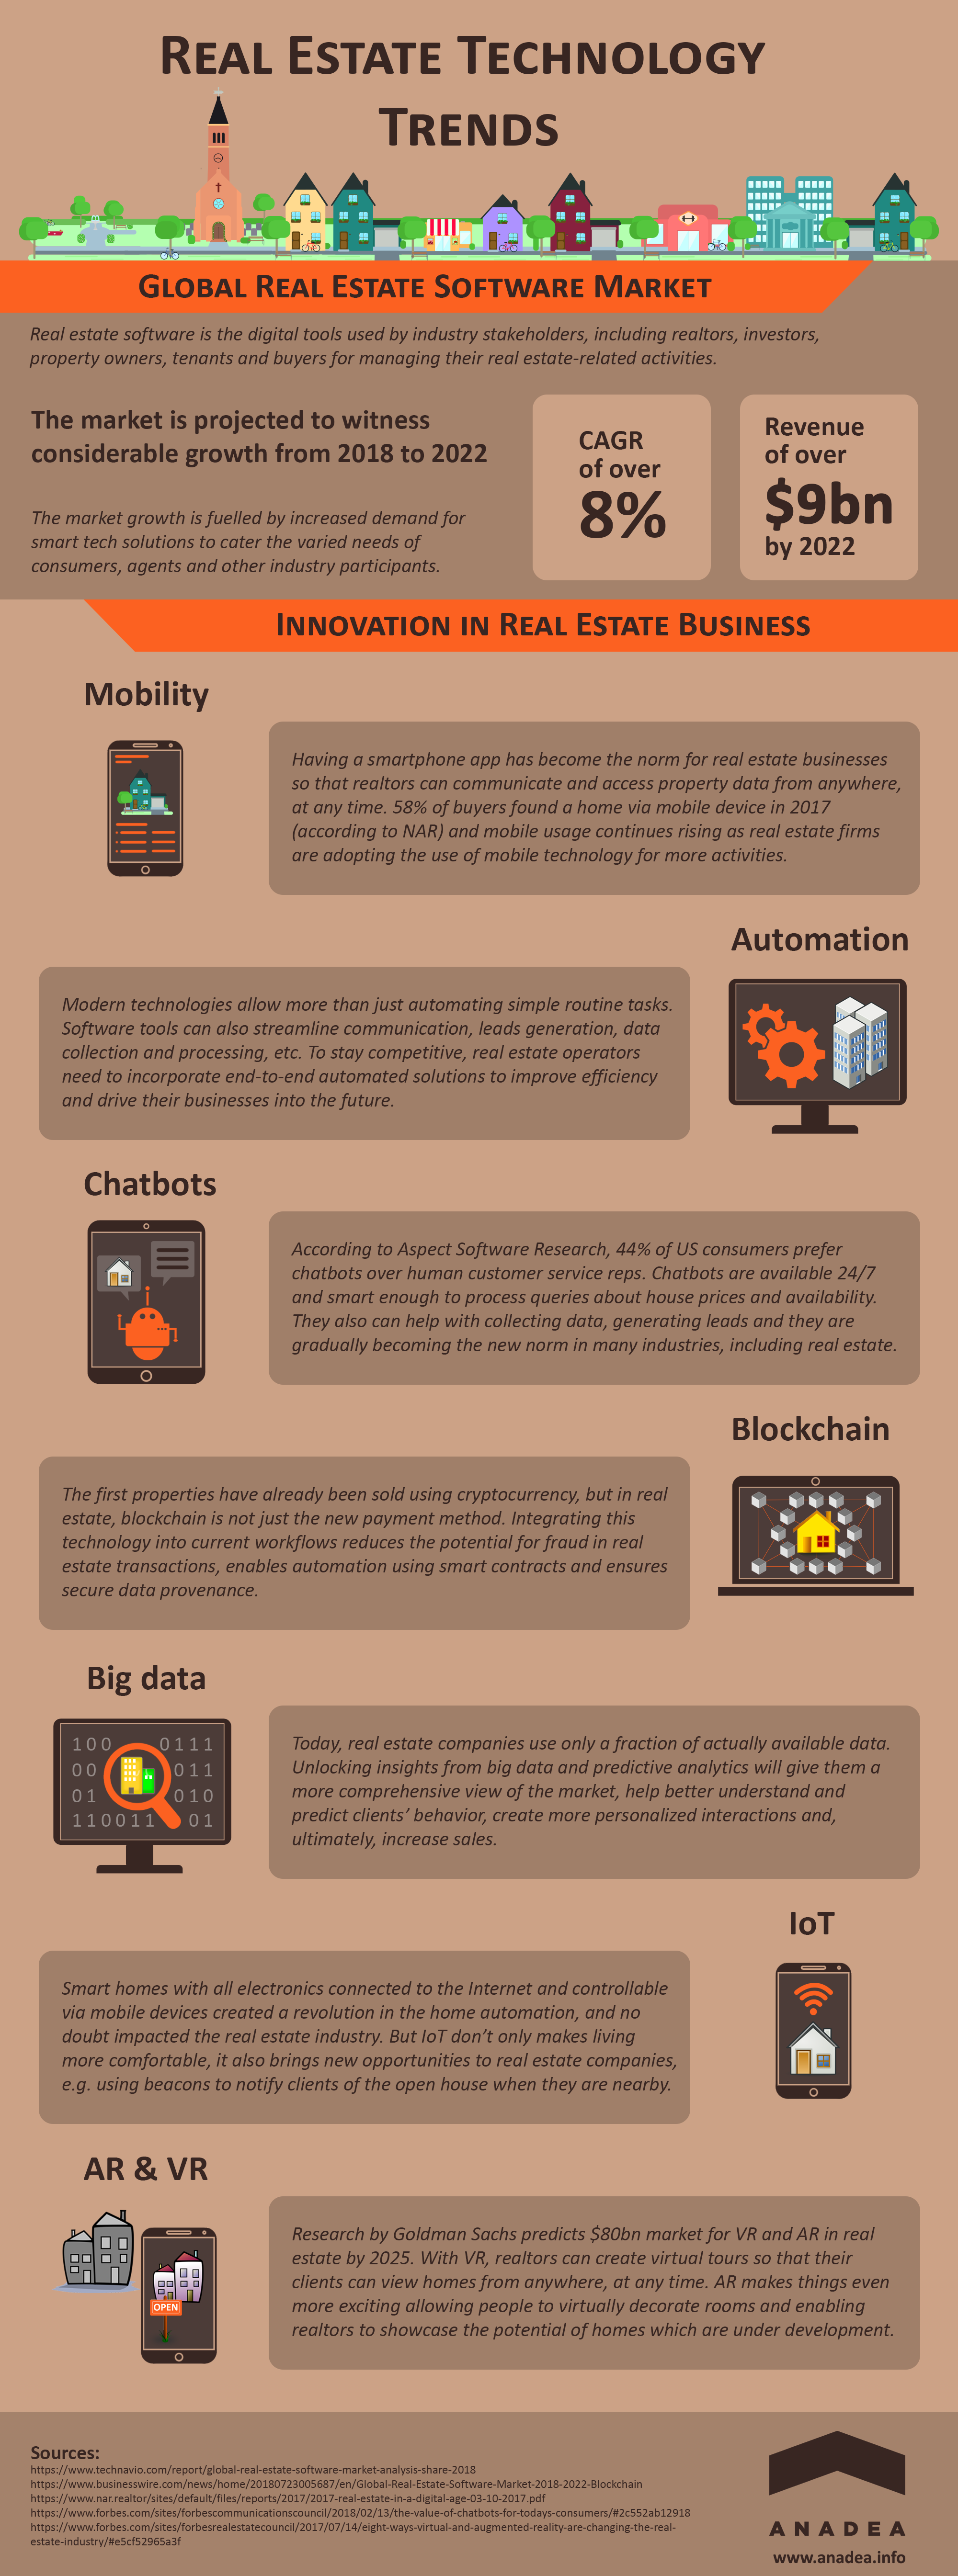 Real Estate Technology
Trends
Global Real Estate Software Market
Real estate software is the digital tools used by industry stakeholders, including realtors, investors,
property owners, tenants and buyers for managing their real estate-related activities.
The market is projected to witness
considerable growth from 2018 to 2022
The market growth is fuelled by increased demand for
smart tech solutions to cater the varied needs of
consumers, agents and other industry participants.
CAGR
of over
8%
Revenue
of over
$9bn
by 2022
Innovation in Real Estate Business
Mobility
Having a smartphone app has become the norm for real estate businesses
so that realtors can communicate and access property data from anywhere,
at any time. 58% of buyers found a home via mobile device in 2017
(according to NAR) and mobile usage continues rising as real estate firms
are adopting the use of mobile technology for more activities.
Automation
Modern technologies allow more than just automating simple routine tasks.
Software tools can also streamline communication, leads generation, data
collection and processing, etc. To stay competitive, real estate operators
need to incorporate end-to-end automated solutions to improve efficiency
and drive their businesses into the future.
Chatbots
According to Aspect Software Research, 44% of US consumers prefer
chatbots over human customer service reps. Chatbots are available 24/7
and smart enough to process queries about house prices and availability.
They also can help with collecting data, generating leads and they are
gradually becoming the new norm in many industries, including real estate.
Blockchain
The first properties have already been sold using cryptocurrency, but in real
estate, blockchain is not just the new payment method. Integrating this
technology into current workflows reduces the potential for fraud in real
estate transactions, enables automation using smart contracts and ensures
secure data provenance.
Big data
100 0111
00 011
01 010
110011 01
Today, real estate companies use only a fraction of actually available data.
Unlocking insights from big data and predictive analytics will give them a
more comprehensive view of the market, help better understand and
predict clients’ behavior, create more personalized interactions and,
ultimately, increase sales.
IoT
Smart homes with all electronics connected to the Internet and controllable
via mobile devices created a revolution in the home automation, and no
doubt impacted the real estate industry. But IoT don’t only makes living
more comfortable, it also brings new opportunities to real estate companies,
e.g. using beacons to notify clients of the open house when they are nearby.
AR & VR
OPEN
Research by Goldman Sachs predicts $80bn market for VR and AR in real
estate by 2025. With VR, realtors can create virtual tours so that their
clients can view homes from anywhere, at any time. AR makes things even
more exciting allowing people to virtually decorate rooms and enabling
realtors to showcase the potential of homes which are under development.
Sources:
https://www.technavio.com/report/global-real-estate-software-market-analysis-share-2018
https://www.businesswire.com/news/home/20180723005687/en/Global-Real-Estate-Software-Market-2018-2022-Blockchain
https://www.nar.realtor/sites/default/files/reports/2017/2017-real-estate-in-a-digital-age-03-10-2017.pdf
https://www.forbes.com/sites/forbescommunicationscouncil/2018/02/13/the-value-of-chatbots-for-todays-consumers/#2c552ab12918
https://www.forbes.com/sites/forbesrealestatecouncil/2017/07/14/eight-ways-virtual-and-augmented-reality-are-changing-the-real-
estate-industry/#e5cf52965a3f
ANADEA
www.anadea.info